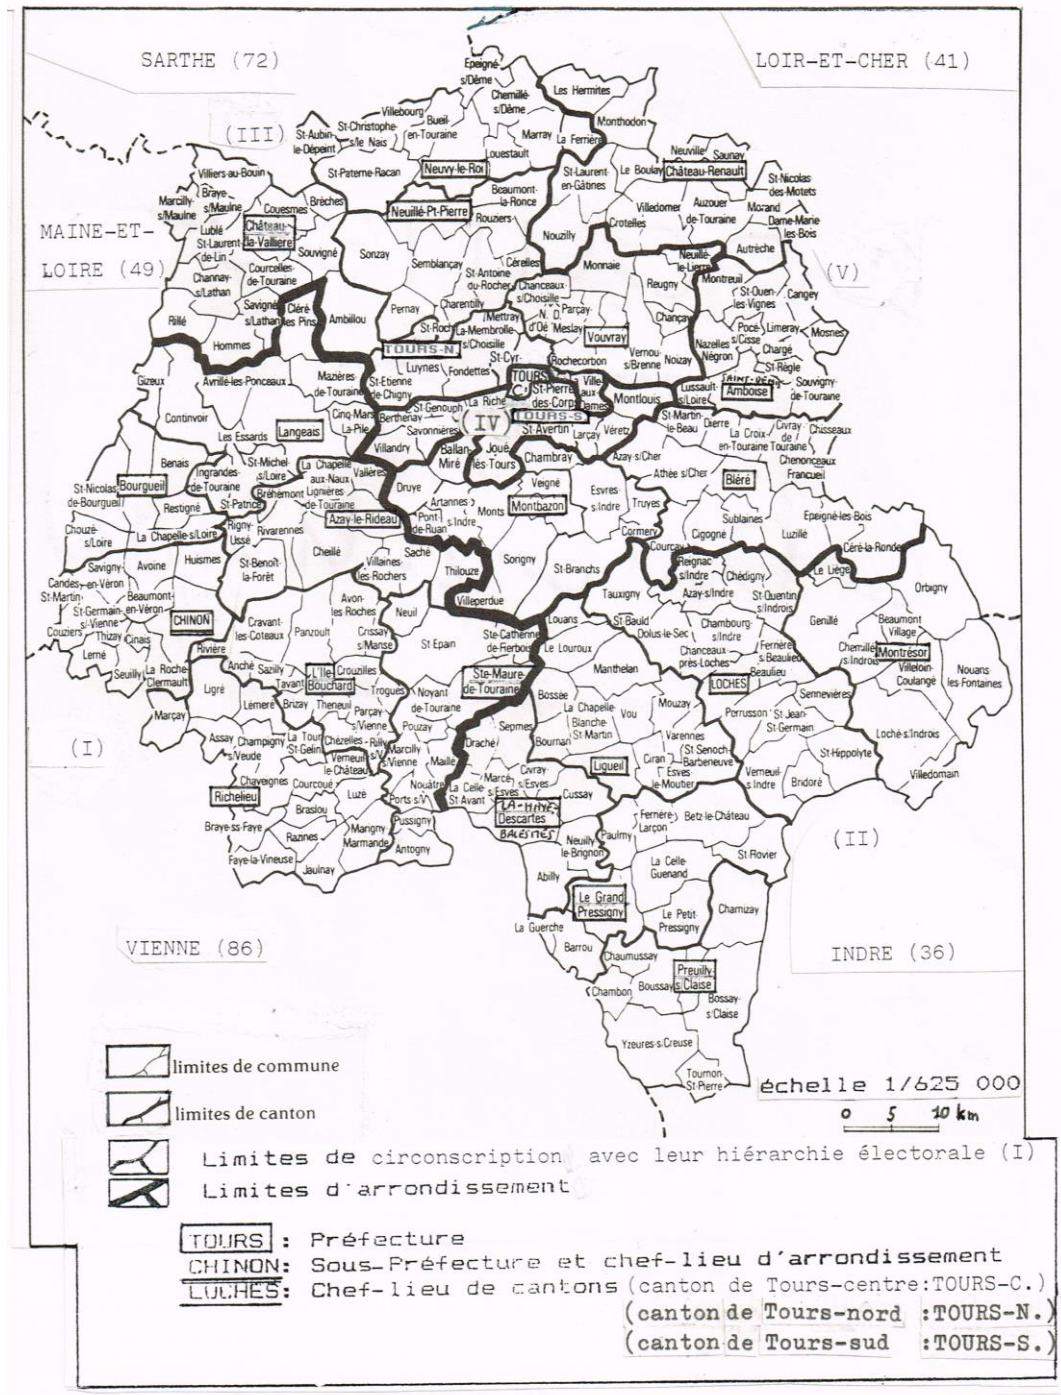 SARTHE (72)
LOIR-ET-CHER (41)
(III)
MAINE-ET-
LOIRE (49)
(V)
(IV)
(I)
(II)
VIENNE (86)
INDRE (36)
Epeigné
s/Dême
Chemillé
s/Dême
Les Hermites
Monthodon
Villebourg
Bueil
en-Touraine
St-Christophe
s/le Nais
St-Aubin
le-Dépeint
Marray
La Ferrière
Louestault
Neuvy-le-Roi
St-Paterne-Racan
Neuville
Saunay
Château-Renault
Le Boulay
St-Laurent
en-Gâtines
St-Nicolas
des-Motets
Villiers-au-Bouin
Braye-
s/Maulne
Marcilly
s/Maulne
Couesmes
Brèches
Lublé
St-Laurent
de-Lin
Château-
la-Vallière
Souvigné
Beaumont-
la-Ronce
Neuillé-Pt-Pierre
Rouziers
Villedomer
Auzouer
de-Touraine
Morand
Dame-Marie
les-Bois
Crotelles
Nouzilly
Autrèche
Neuillé
le-Lierre
Monnaie
Sonzay
Semblançay
Cérelles
St-Antoine
du-Rocher
Chanceaux
s/Choisille
Channay-
s/Lathan
Courcelles-
de-Touraine
Savigné
s/Lathan
Cléré
les Pins
Ambillou
Rillé
Hommes
Pernay
Charentilly
Mettray
St-Roch
La-Membrolle
s/Choisille
N. D.
d'Oé
Parçay-
Meslay
Vouvray
Reugny
Chançay
Montreuil
St-Ouen
les-Vignes
Cangey
Pocé
s/Cisse
Limeray
Mosnes
Nazelles
Négron
Chargé
St-Règle
Vernou-
s/Brenne
Noizay
Rochecorbon
St-Cyr-
TOURS-N.
Luynes
Fondettes
TOURS
C.
St-Pierre
des-Corps
La Ville
aux-
Dames
Montlouis
Lussault-
s/Loire
SAINT-DENIS
Amboise
Souvigny-
de-Touraine
Gizeux
Avrillé-les-Ponceaux
Mazières-
de-Touraine
St-Etienne
de-Chigny
Continvoir
Cinq-Mars
La-Pile
Les Essards
Langeais
St-Genouph
La Riche
Berthenay
Savonnières
TOURS-S.
St-Avertin
Larçay
Véretz
St-Martin-
le-Beau
Dierre
La Croix-
en-Touraine
Civray-
de
Touraine
Chisseaux
Chenonceaux
Francueil
Villandry
Ballan-
Miré
Joué
lès-Tours
Chambray
Azay-s/Cher
Athée s/Cher
Bléré
Benais
St-Nicolas
de-Bourgueil
Bourgueil
Ingrandes-
de-Touraine
St-Michel
s/Loire
La Chapelle
aux-Naux
Vallères
Restigné
St-Patrice
Bréhémont
Lignières
de-Touraine
Azay-le-Rideau
Druye
Artannes
s/Indre
Pont-
de-Ruan
Monts
Veigné
Montbazon
Esvres-
s/Indre
Truyes
Cormery
Courçay
Sublaines
Epeigné-les-Bois
Cigogné
Luzillé
Chouzé-
s/Loire
La Chapelle-s/Loire
Rigny-
Ussé
Rivarennes
Cheillé
Saché
Thilouze
Sorigny
St-Branchs
Villaines-
les-Rochers
Villeperdue
Reignac
s/Indre
Chédigny
Le Liège
Céré-la-Ronde
Orbigny
Savigny-
en-Véron
Avoine
Huismes
St-Benoît
la-Forêt
Candes-
St-Martin-
Beaumont-
en-Véron
St-Germain
s/-Vienne
Couziers
Thizay
Cinais
CHINON
Lerné
Seuilly
La Roche-
Clermault
Rivière
Cravant-
les-Coteaux
Panzoult
Avon-
les Roches
Crissay
s/Manse
Neuil
St-Epain
Ste-Catherine
de-Fierbois
Louans
Tauxigny
St-Bauld
Dolus-le-Sec
Azay-s/Indre
St-Quentin
s/Indrois
Chambourg-
s/Indre
Genillé
Beaumont
Village
Chemillé
s/Indrois
Montrésor
Villeloin-
Coulangé
Nouans-
les-Fontaines
Chanceaux
près-Loches
Ferrière
s/Beaulieu
Beaulieu
LOCHES
Le Louroux
Manthelan
Anché
Sazilly
Tavant
L'Ile
Bouchard
Crouzilles
Trogues
Ligré
Marçay
Lémeré
Brizay
Theneuil
Parçay-
s/Vienne
Noyant
de-Touraine
Ste-Maure-
de-Touraine
Bossée
La Chapelle
Blanche-
St-Martin
Vou
Mouzay
Varennes
Perrusson
St-Jean-
St-Germain
Sennevières
Loché s/Indrois
Villedomain
St-Hippolyte
Assay
Champigny
s/Veude
La Tour
St-Gelin
Chézelles
Rilly
s/V.
Pouzay
Marcilly
s/Vienne
Maillé
Draché
Sepmes
Bournan
Ligueil
Ciran
St-Senoch
Barbeneuve
Esves-
le-Moutier
Verneuil-
s/Indre
Bridoré
Verneuil-
le-Château
Chaveignes
Richelieu
Courcoué
Luzé
Nouâtre
Ports s/V
La Celle
St-Avant
Marcé
s/Esves
Civray-
s/Esves
Cussay
LA-HAYE-
Descartes
BALESMES
Braslou
Braye-ss-Faye
Razines
Marigny
Marmande
Pussigny
Antogny
Faye-la-Vineuse
Jaulnay
Neuilly
le-Brignon
Paulmy
Ferrière-
Larçon
Betz-le-Château
St-Flovier
Abilly
La Celle-
Guenand
Le Grand
Pressigny
Le Petit-
Pressigny
Charnizay
La Guerche
Barrou
Chaumussay
Preuilly
s/Claise
Chambon
Boussay
Bossay-
s/Claise
Yzeures-s/Creuse
Tournon-
St-Pierre
échelle 1/625 000
0 5 10 km
limites de commune
limites de canton
Limites de circonscription avec leur hiérarchie électorale (I)
Limites d'arrondissement
TOURS : Préfecture
CHINON: Sous-Préfecture et chef-lieu d'arrondissement
LOCHES: Chef-lieu de cantons (canton de Tours-centre:TOURS-C.)
(canton de Tours-nord :TOURS-N.)
(canton de Tours-sud :TOURS-S.)